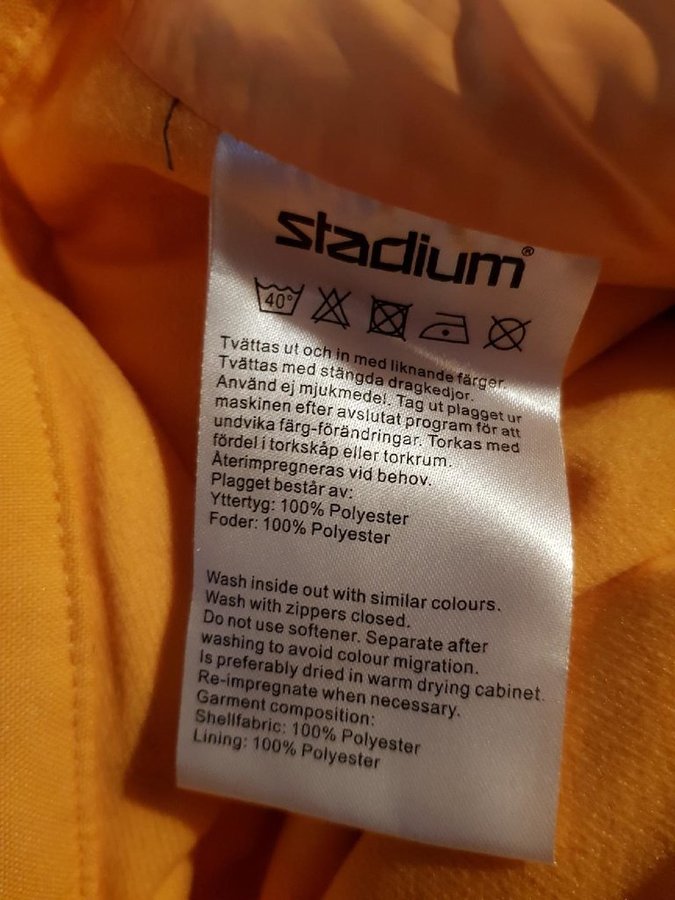 stadium®
40°
Tvättas ut och in med liknande färger.
Tvättas med stängda dragkedjor.
Använd ej mjukmedel. Tag ut plagget ur
maskinen efter avslutat program för att
undvika färg-förändringar. Torkas med
fördel i torkskåp eller torkrum.
Återimpregneras vid behov.
Plagget består av:
Yttertyg: 100% Polyester
Foder: 100% Polyester
Wash inside out with similar colours.
Wash with zippers closed.
Do not use softener. Separate after
washing to avoid colour migration.
Is preferably dried in warm drying cabinet.
Re-impregnate when necessary.
Garment composition:
Shellfabric: 100% Polyester
Lining: 100% Polyester